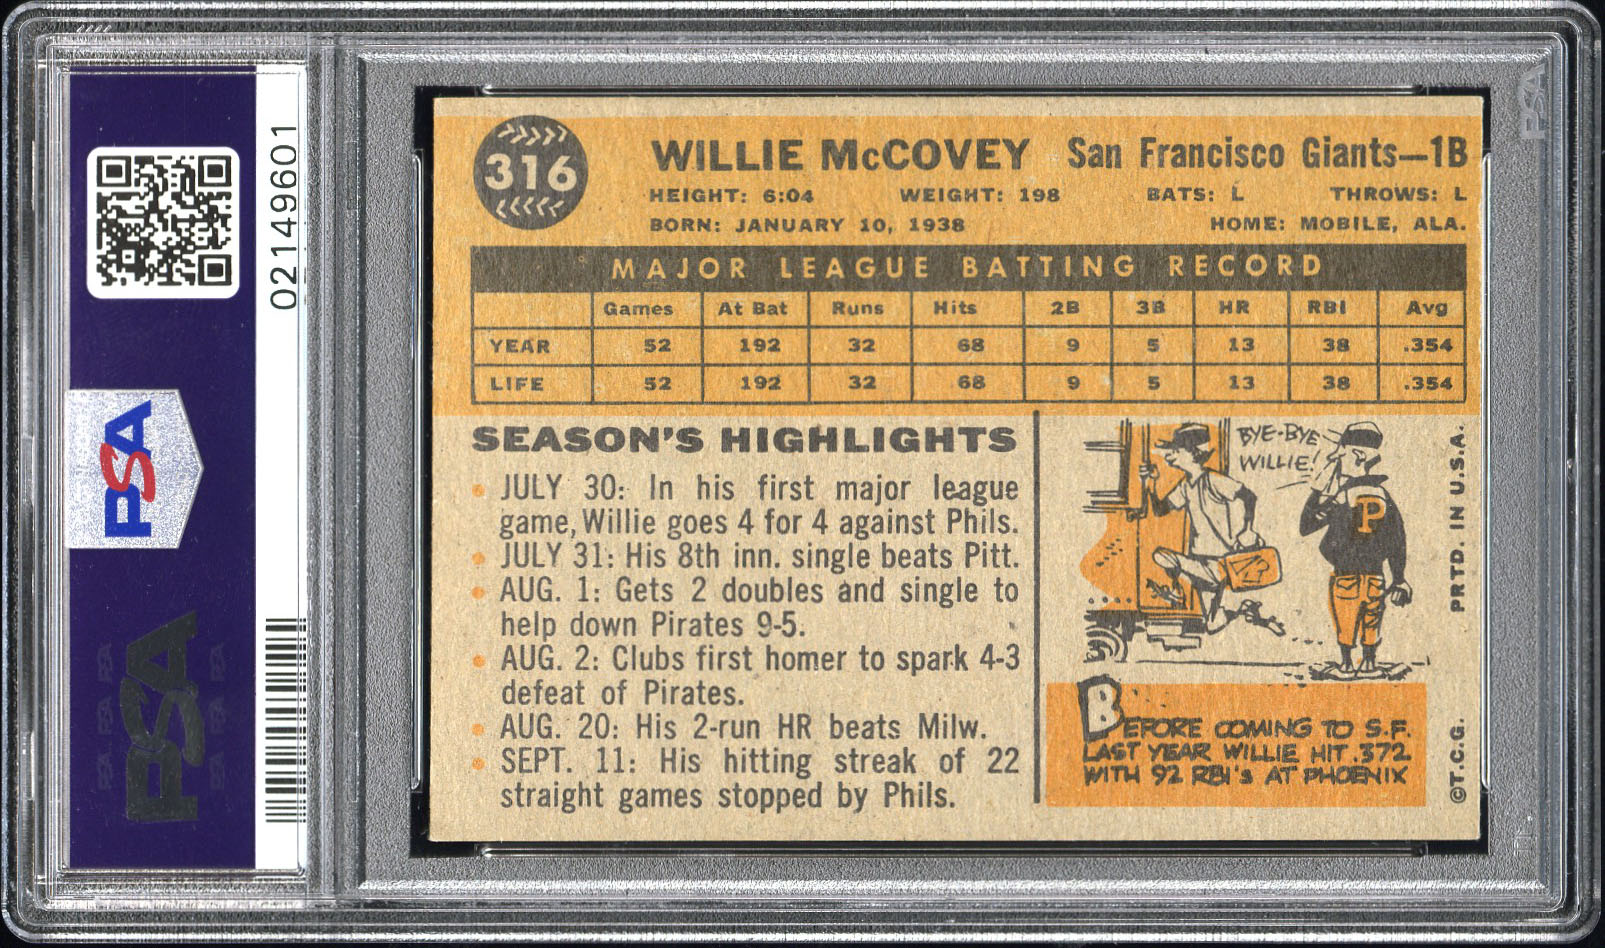 316
WILLIE McCOVEY San Francisco Giants—1B
HEIGHT: 6:04 WEIGHT: 198 BATS: L THROWS: L
BORN: JANUARY 10, 1938 HOME: MOBILE, ALA.
MAJOR LEAGUE BATTING RECORD
Games At Bat Runs Hits 2B 3B HR RBI Avg
YEAR 52 192 32 68 9 5 13 38 .354
LIFE 52 192 32 68 9 5 13 38 .354
SEASON'S HIGHLIGHTS
• JULY 30: In his first major league
game, Willie goes 4 for 4 against Phils.
• JULY 31: His 8th inn. single beats Pitt.
• AUG. 1: Gets 2 doubles and single to
help down Pirates 9-5.
• AUG. 2: Clubs first homer to spark 4-3
defeat of Pirates.
• AUG. 20: His 2-run HR beats Milw.
• SEPT. 11: His hitting streak of 22
straight games stopped by Phils.
BYE-BYE
WILLIE!
P
BEFORE COMING TO S.F.
LAST YEAR WILLIE HIT .372
WITH 92 RBI's AT PHOENIX
©T.C.G. PRTD. IN U.S.A.
02149601
PSA
PSA
PSA PSA PSA
PSA PSA PSA
PSA